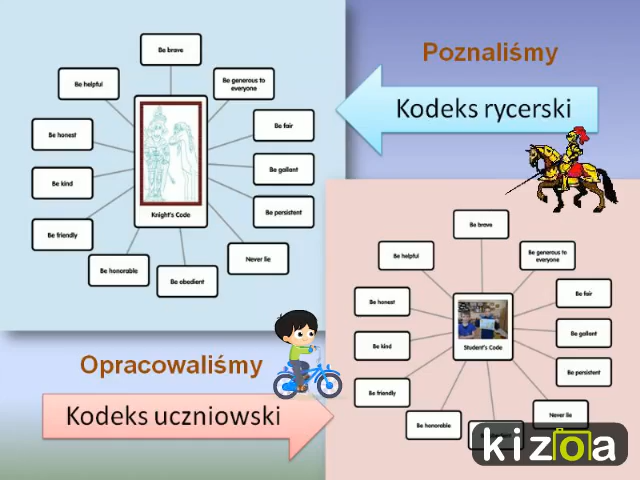 Poznaliśmy
Kodeks rycerski
Be brave
Be helpful
Be generous to
everyone
Be honest
Be fair
Be kind
Be gallant
Be friendly
Be persistent
Knight's Code
Be honorable
Be obedient
Never lie
Opracowaliśmy
Kodeks uczniowski
Be brave
Be helpful
Be generous to
everyone
Be honest
Be fair
Be kind
Be gallant
Student's Code
Be friendly
Be persistent
Be honorable
Never lie
kizoa